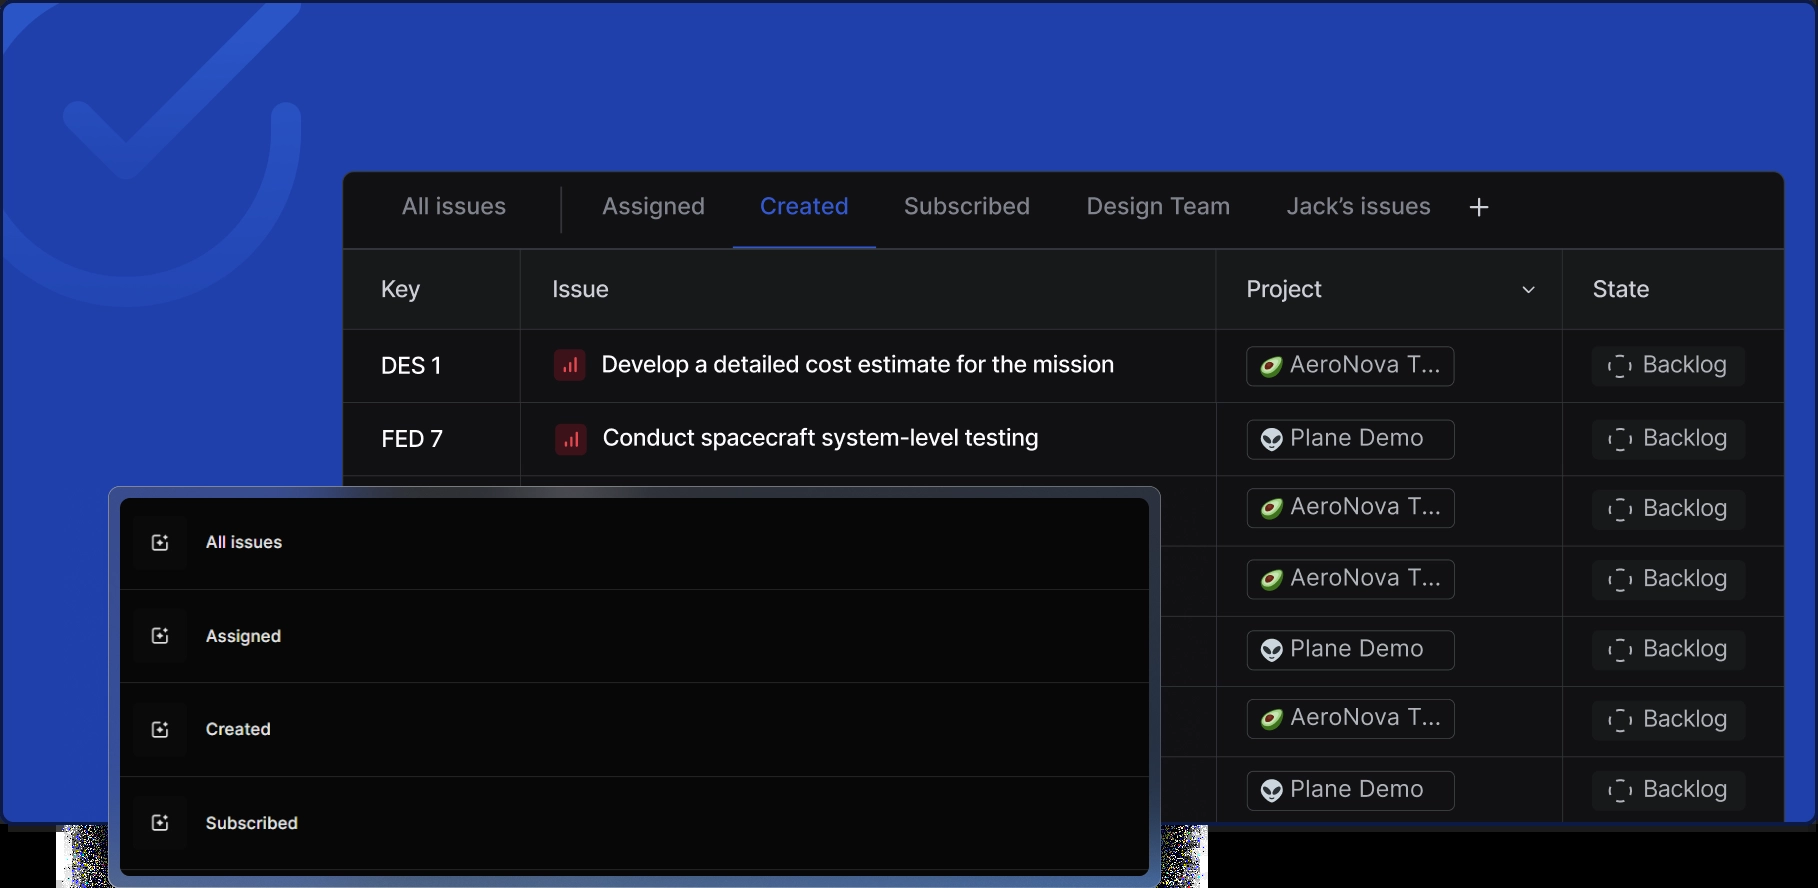 All issues Assigned Created Subscribed Design Team Jack’s issues +
Key Issue Project State
DES 1 Develop a detailed cost estimate for the mission AeroNova T... Backlog
FED 7 Conduct spacecraft system-level testing Plane Demo Backlog
AeroNova T... Backlog
AeroNova T... Backlog
Plane Demo Backlog
AeroNova T... Backlog
Plane Demo Backlog
All issues
Assigned
Created
Subscribed